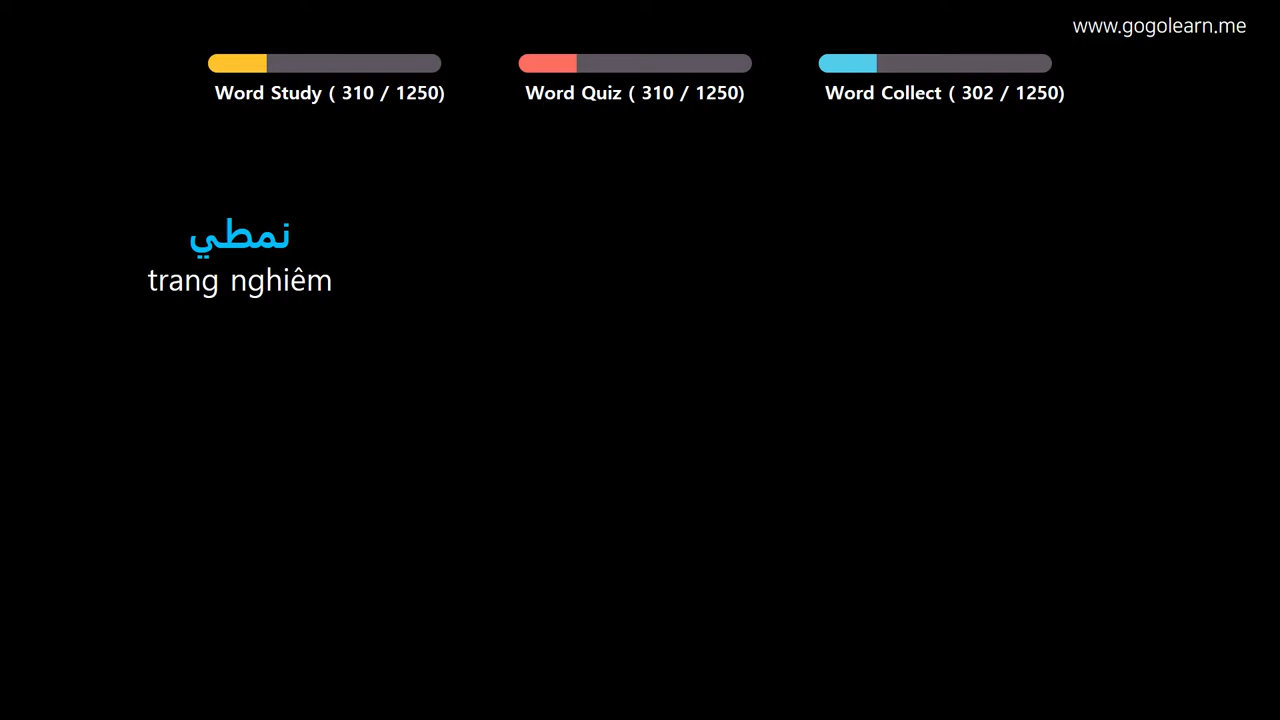 www.gogolearn.me
Word Study ( 310 / 1250)
Word Quiz ( 310 / 1250)
Word Collect ( 302 / 1250)
نمطي
trang nghiêm